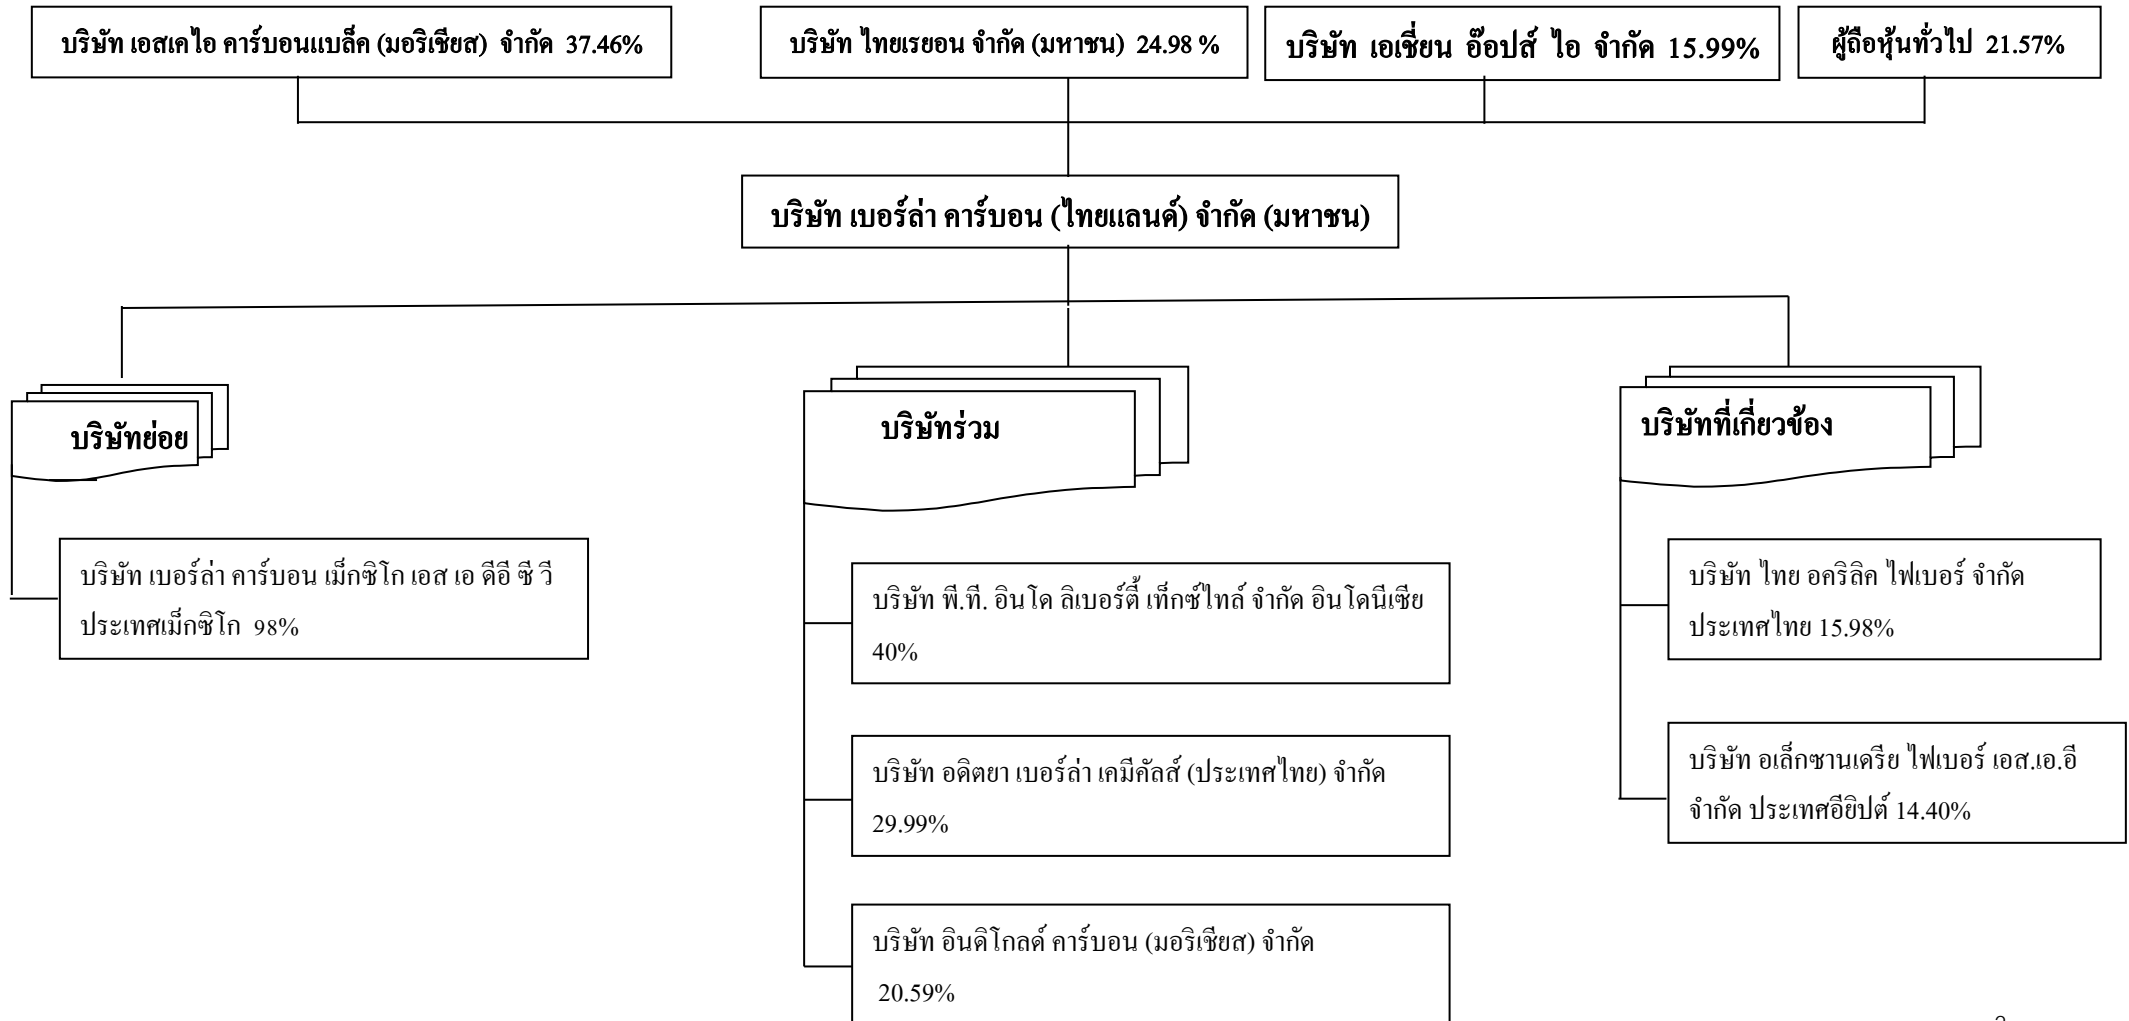 บริษัท เอสเคไอ คาร์บอนแบล็ค (มอริเชียส) จำกัด 37.46%
บริษัท ไทยเรยอน จำกัด (มหาชน) 24.98 %
บริษัท เอเชี่ยน อ๊อปส์ ไอ จำกัด 15.99%
ผู้ถือหุ้นทั่วไป 21.57%
บริษัท เบอร์ล่า คาร์บอน (ไทยแลนด์) จำกัด (มหาชน)
บริษัทย่อย
บริษัท เบอร์ล่า คาร์บอน เม็กซิโก เอส เอ ดีอี ซี วี
ประเทศเม็กซิโก 98%
บริษัทร่วม
บริษัท พี.ที. อินโด ลิเบอร์ตี้ เท็กซ์ไทล์ จำกัด อินโดนีเซีย
40%
บริษัท อดิตยา เบอร์ล่า เคมีคัลส์ (ประเทศไทย) จำกัด
29.99%
บริษัท อินดิโกลด์ คาร์บอน (มอริเชียส) จำกัด
20.59%
บริษัทที่เกี่ยวข้อง
บริษัท ไทย อคริลิค ไฟเบอร์ จำกัด
ประเทศไทย 15.98%
บริษัท อเล็กซานเดรีย ไฟเบอร์ เอส.เอ.อี
จำกัด ประเทศอียิปต์ 14.40%